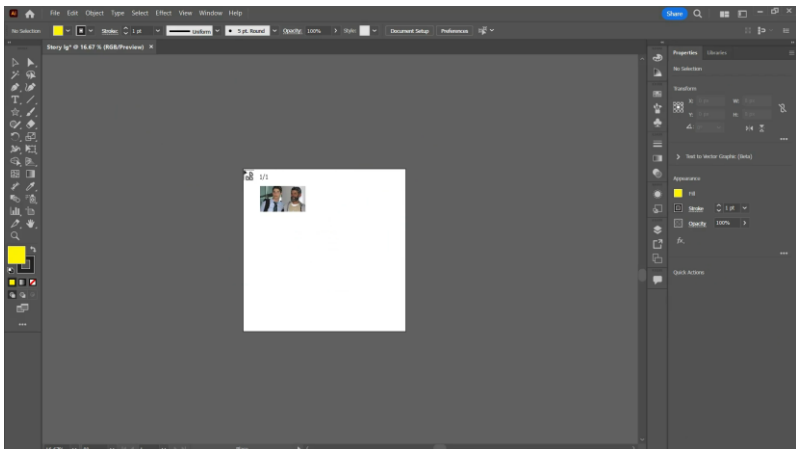 Ai File Edit Object Type Select Effect View Window Help Share
No Selection Stroke: 1 pt Uniform 5 pt. Round Opacity: 100% Style: Document Setup Preferences
Story Ig* @ 16.67 % (RGB/Preview) ×
Properties Libraries
No Selection
Transform
X: W:
Y: H:
1/1
Text to Vector Graphic (Beta)
Appearance
Fill
Stroke 1 pt
Opacity 100%
fx.
Quick Actions